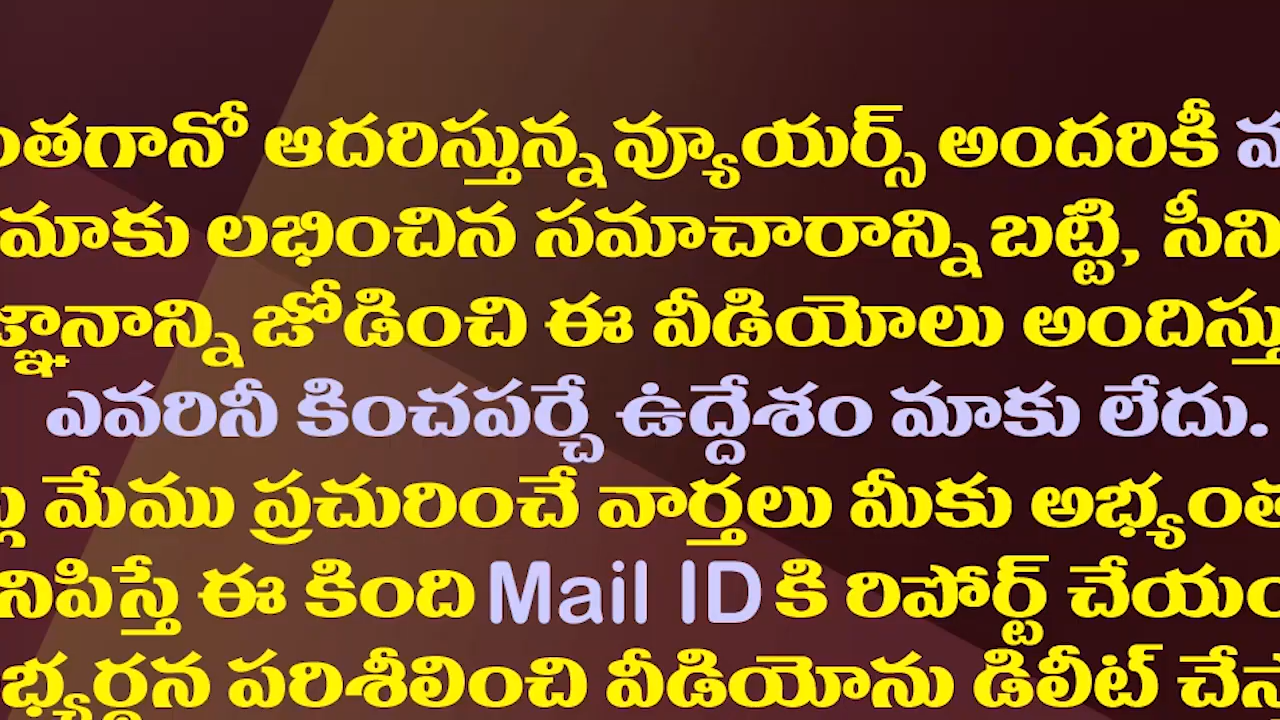 ంతగానో ఆదరిస్తున్న వ్యూయర్స్ అందరికీ
మాకు లభించిన సమాచారాన్ని బట్టి, సీని
జ్ఞానాన్ని జోడించి ఈ వీడియోలు అందిస్తు
ఎవరినీ కించపర్చే ఉద్దేశం మాకు లేదు.
మేము ప్రచురించే వార్తలు మీకు అభ్యంత
నిపిస్తే ఈ కింది Mail ID కి రిపోర్ట్ చేయం
భ్యర్థన పరిశీలించి వీడియోను డిలీట్ చేస